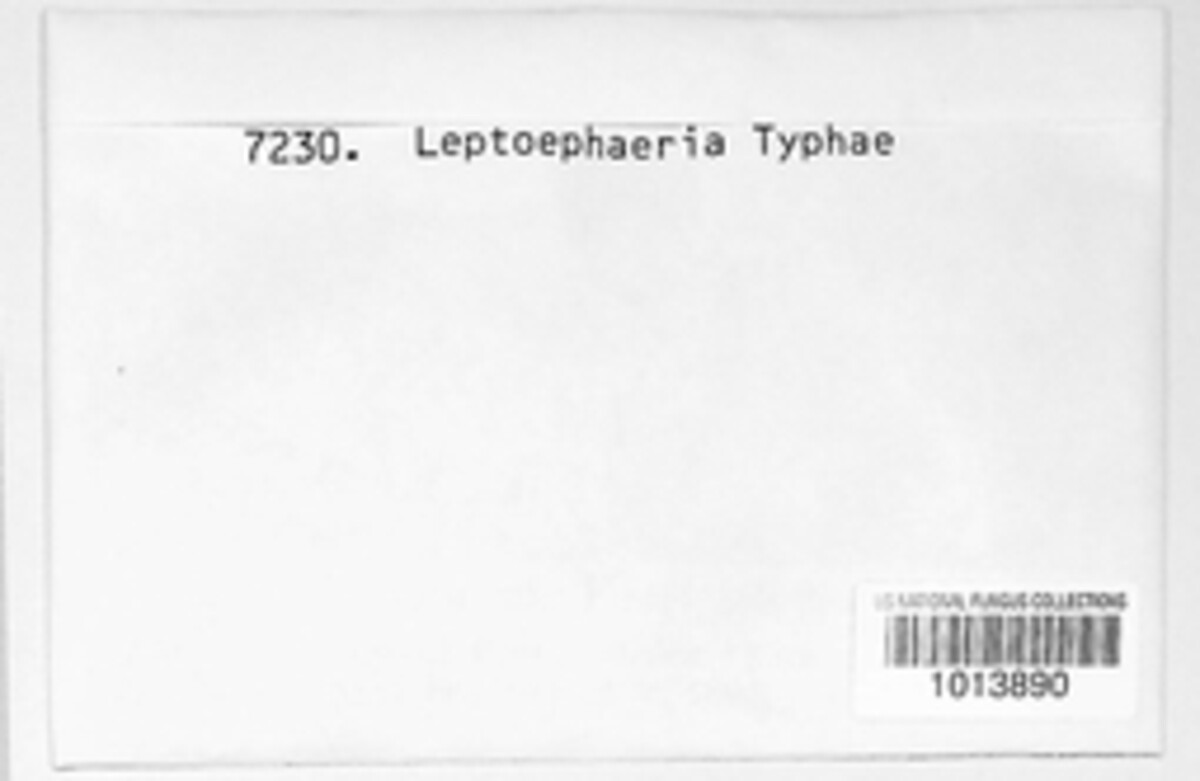 7230. Leptoephaeria Typhae
US NATIONAL FUNGUS COLLECTIONS
1013890